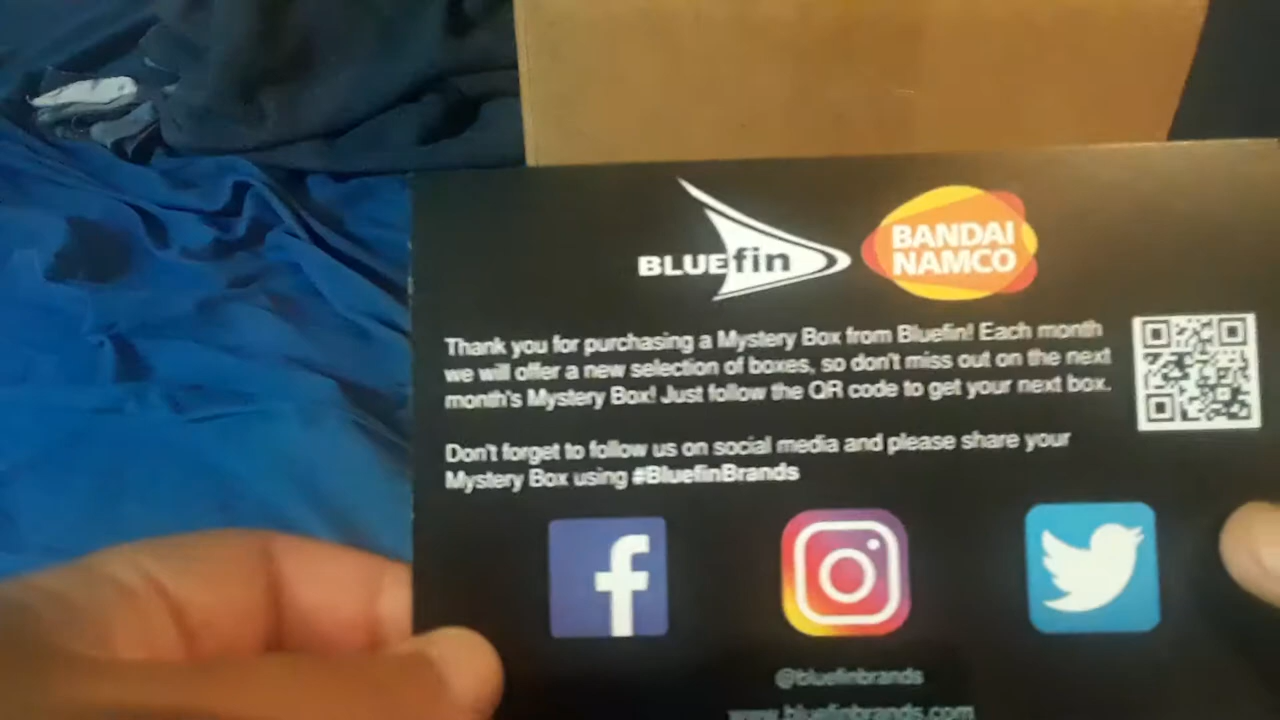 BLUEfin
BANDAI
NAMCO
Thank you for purchasing a Mystery Box from Bluefin! Each month
we will offer a new selection of boxes, so don't miss out on the next
month's Mystery Box! Just follow the QR code to get your next box.
Don't forget to follow us on social media and please share your
Mystery Box using #BluefinBrands
@bluefinbrands
www.bluefinbrands.com